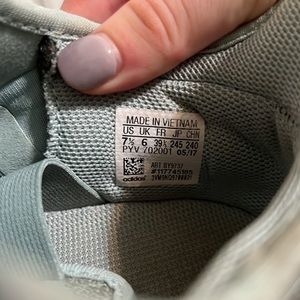 MADE IN VIETNAM
US UK FR JP CHN
7½ 6 39⅓ 245 240
PYV 702001 05/17
ART BY9737
adidas